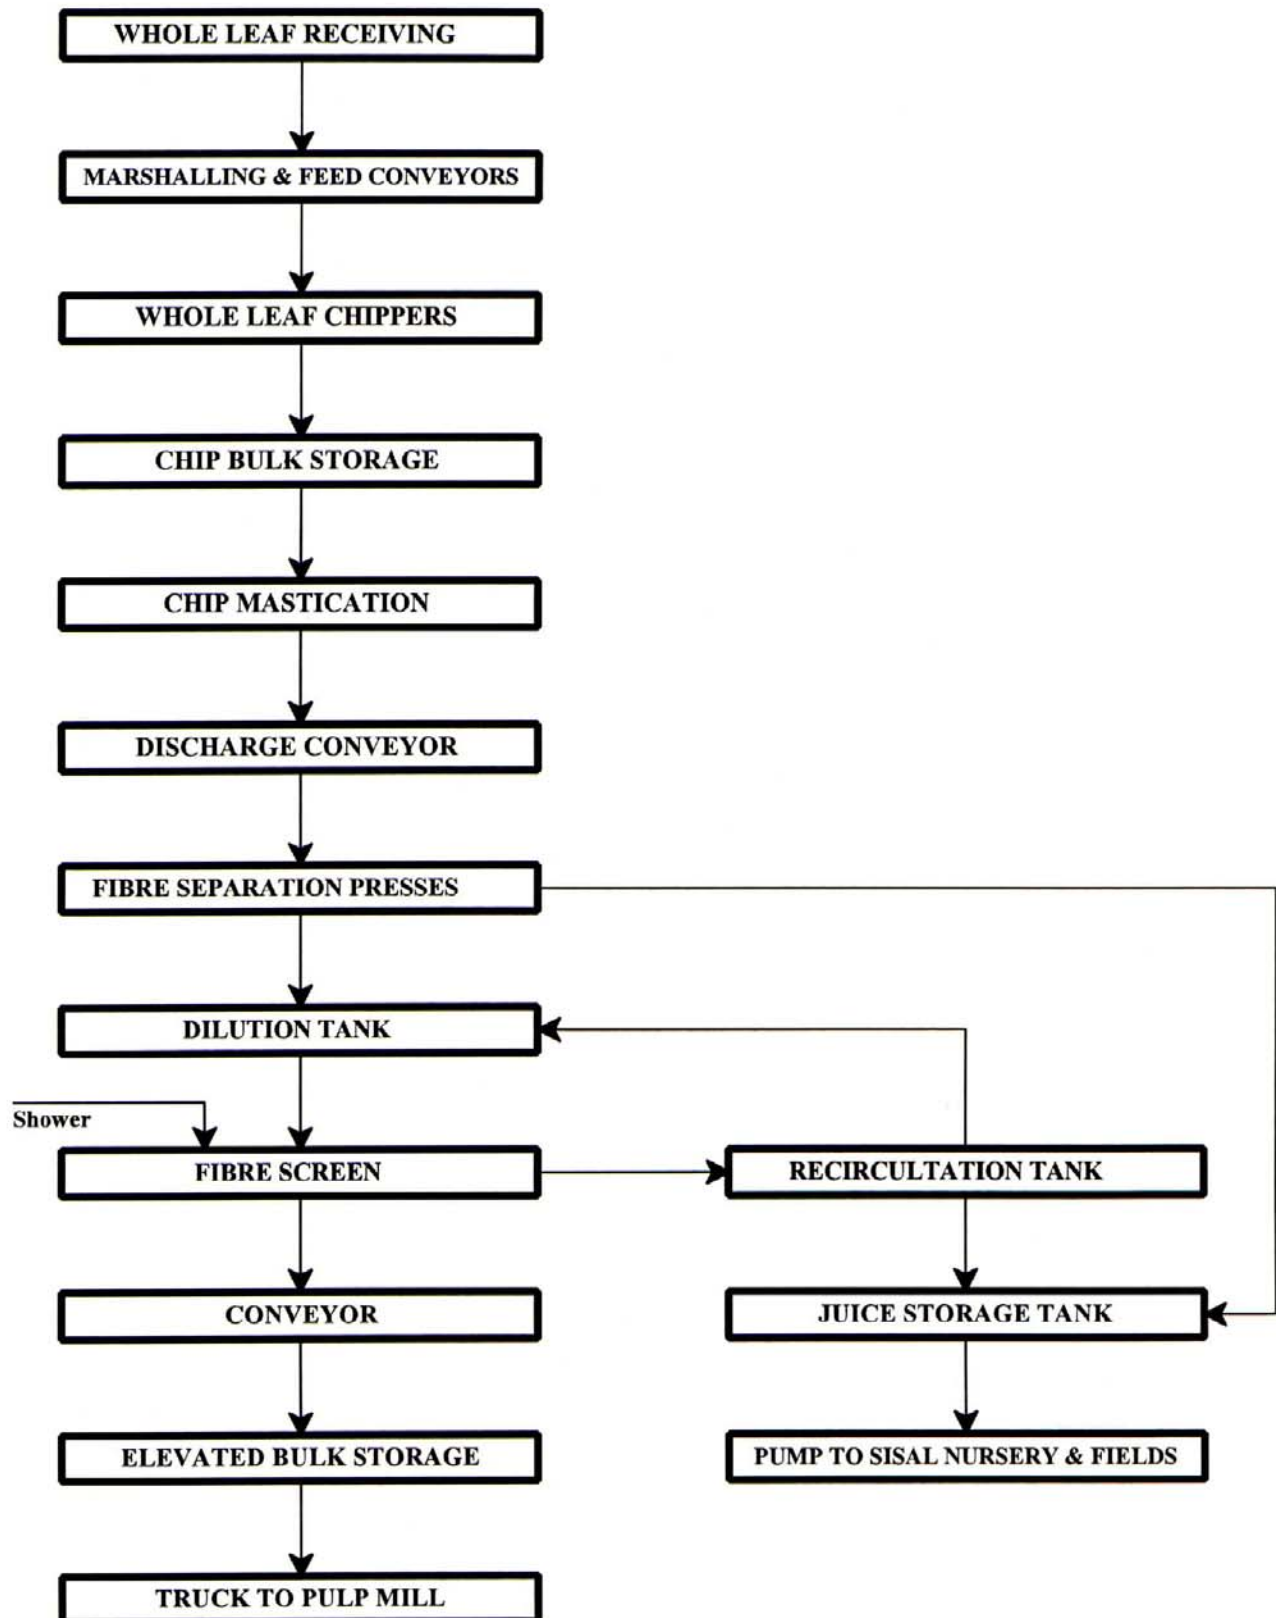 WHOLE LEAF RECEIVING
MARSHALLING & FEED CONVEYORS
WHOLE LEAF CHIPPERS
CHIP BULK STORAGE
CHIP MASTICATION
DISCHARGE CONVEYOR
FIBRE SEPARATION PRESSES
DILUTION TANK
Shower
FIBRE SCREEN
RECIRCULTATION TANK
CONVEYOR
JUICE STORAGE TANK
ELEVATED BULK STORAGE
PUMP TO SISAL NURSERY & FIELDS
TRUCK TO PULP MILL